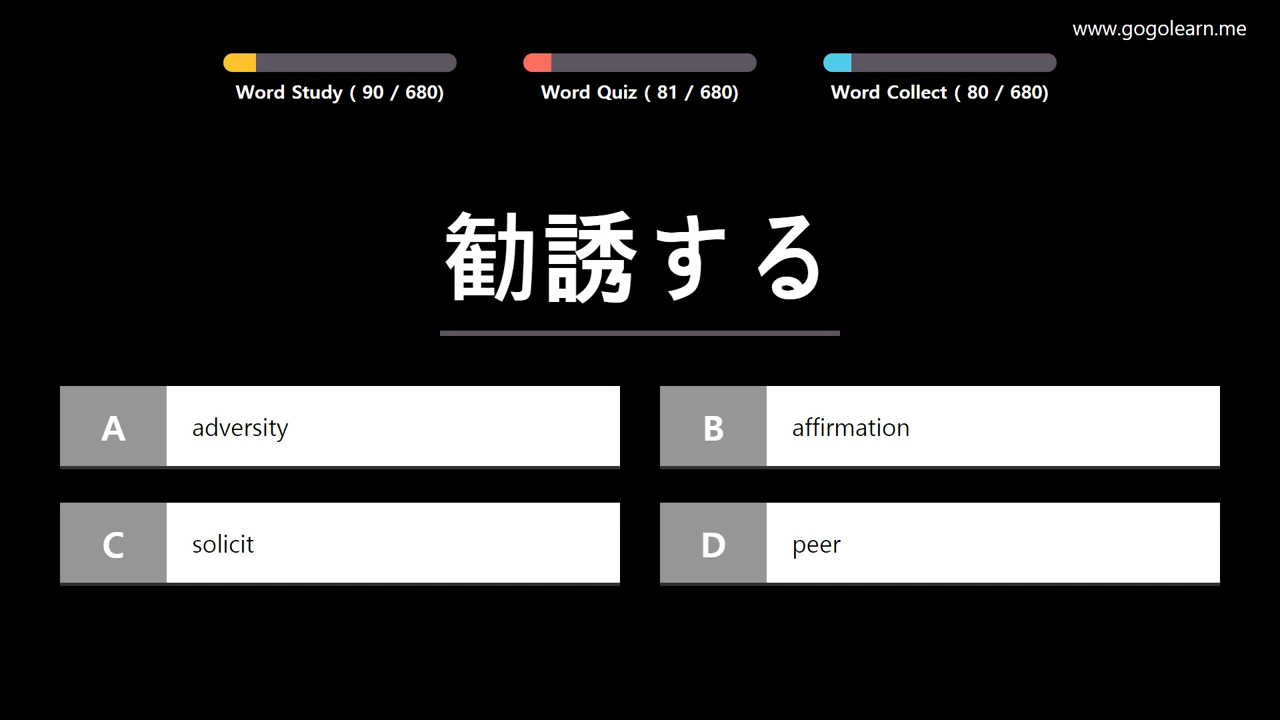 www.gogolearn.me
Word Study ( 90 / 680)
Word Quiz ( 81 / 680)
Word Collect ( 80 / 680)
勧誘する
A adversity
B affirmation
C solicit
D peer